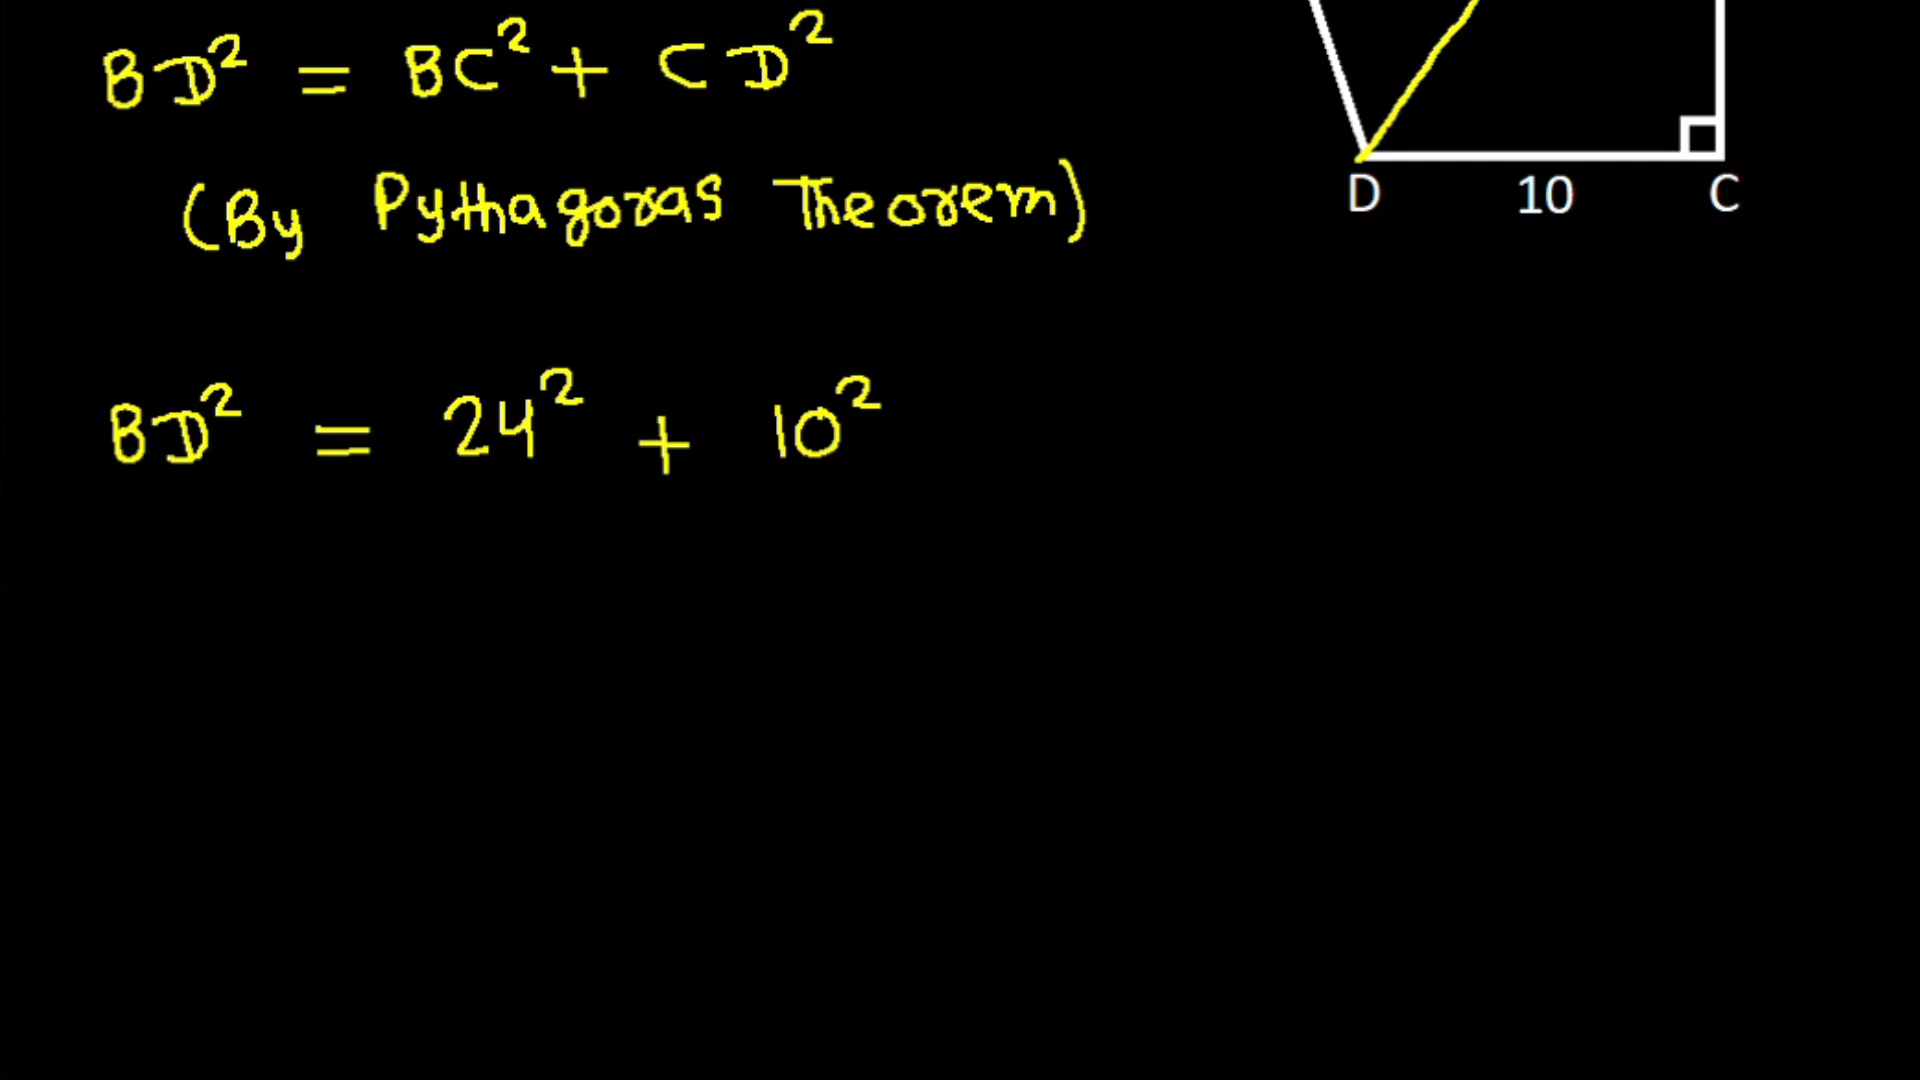 BD² = BC² + CD²
(By Pythagoras Theorem)
D 10 C
BD² = 24² + 10²